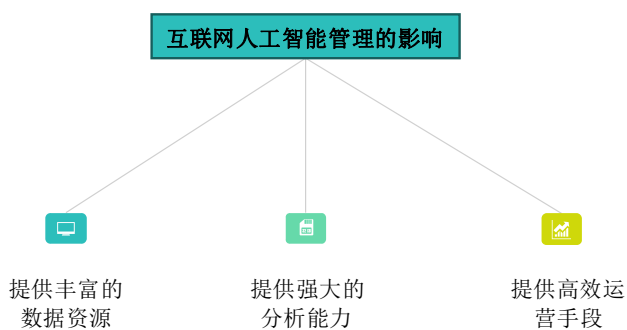 互联网人工智能管理的影响
提供丰富的
数据资源
提供强大的
分析能力
提供高效运
营手段